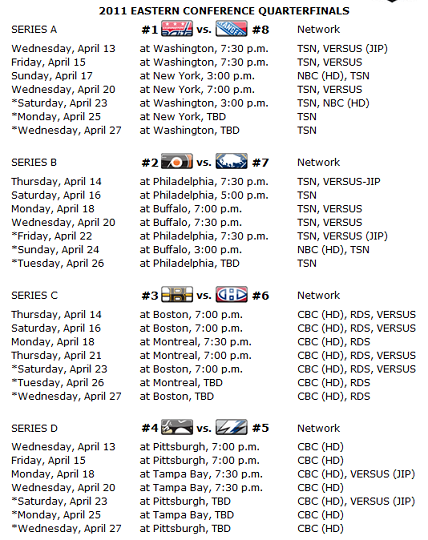 2011 EASTERN CONFERENCE QUARTERFINALS
SERIES A #1 vs. #8 Network
Wednesday, April 13 at Washington, 7:30 p.m. TSN, VERSUS (JIP)
Friday, April 15 at Washington, 7:30 p.m. TSN, VERSUS
Sunday, April 17 at New York, 3:00 p.m. NBC (HD), TSN
Wednesday, April 20 at New York, 7:00 p.m. TSN, VERSUS
*Saturday, April 23 at Washington, 3:00 p.m. TSN, NBC (HD)
*Monday, April 25 at New York, TBD TSN
*Wednesday, April 27 at Washington, TBD TSN
SERIES B #2 vs. #7 Network
Thursday, April 14 at Philadelphia, 7:30 p.m. TSN, VERSUS-JIP
Saturday, April 16 at Philadelphia, 5:00 p.m. TSN
Monday, April 18 at Buffalo, 7:00 p.m. TSN, VERSUS
Wednesday, April 20 at Buffalo, 7:30 p.m. TSN, VERSUS
*Friday, April 22 at Philadelphia, 7:30 p.m. TSN, VERSUS (JIP)
*Sunday, April 24 at Buffalo, 3:00 p.m. NBC (HD), TSN
*Tuesday, April 26 at Philadelphia, TBD TSN
SERIES C #3 vs. #6 Network
Thursday, April 14 at Boston, 7:00 p.m. CBC (HD), RDS, VERSUS
Saturday, April 16 at Boston, 7:00 p.m. CBC (HD), RDS, VERSUS
Monday, April 18 at Montreal, 7:30 p.m. CBC (HD), RDS
Thursday, April 21 at Montreal, 7:00 p.m. CBC (HD), RDS, VERSUS
*Saturday, April 23 at Boston, 7:00 p.m. CBC (HD), RDS, VERSUS
*Tuesday, April 26 at Montreal, TBD CBC (HD), RDS
*Wednesday, April 27 at Boston, TBD CBC (HD), RDS
SERIES D #4 vs. #5 Network
Wednesday, April 13 at Pittsburgh, 7:00 p.m. CBC (HD)
Friday, April 15 at Pittsburgh, 7:00 p.m. CBC (HD)
Monday, April 18 at Tampa Bay, 7:30 p.m. CBC (HD), VERSUS (JIP)
Wednesday, April 20 at Tampa Bay, 7:30 p.m. CBC (HD)
*Saturday, April 23 at Pittsburgh, TBD CBC (HD), VERSUS (JIP)
*Monday, April 25 at Tampa Bay, TBD CBC (HD)
*Wednesday, April 27 at Pittsburgh, TBD CBC (HD)